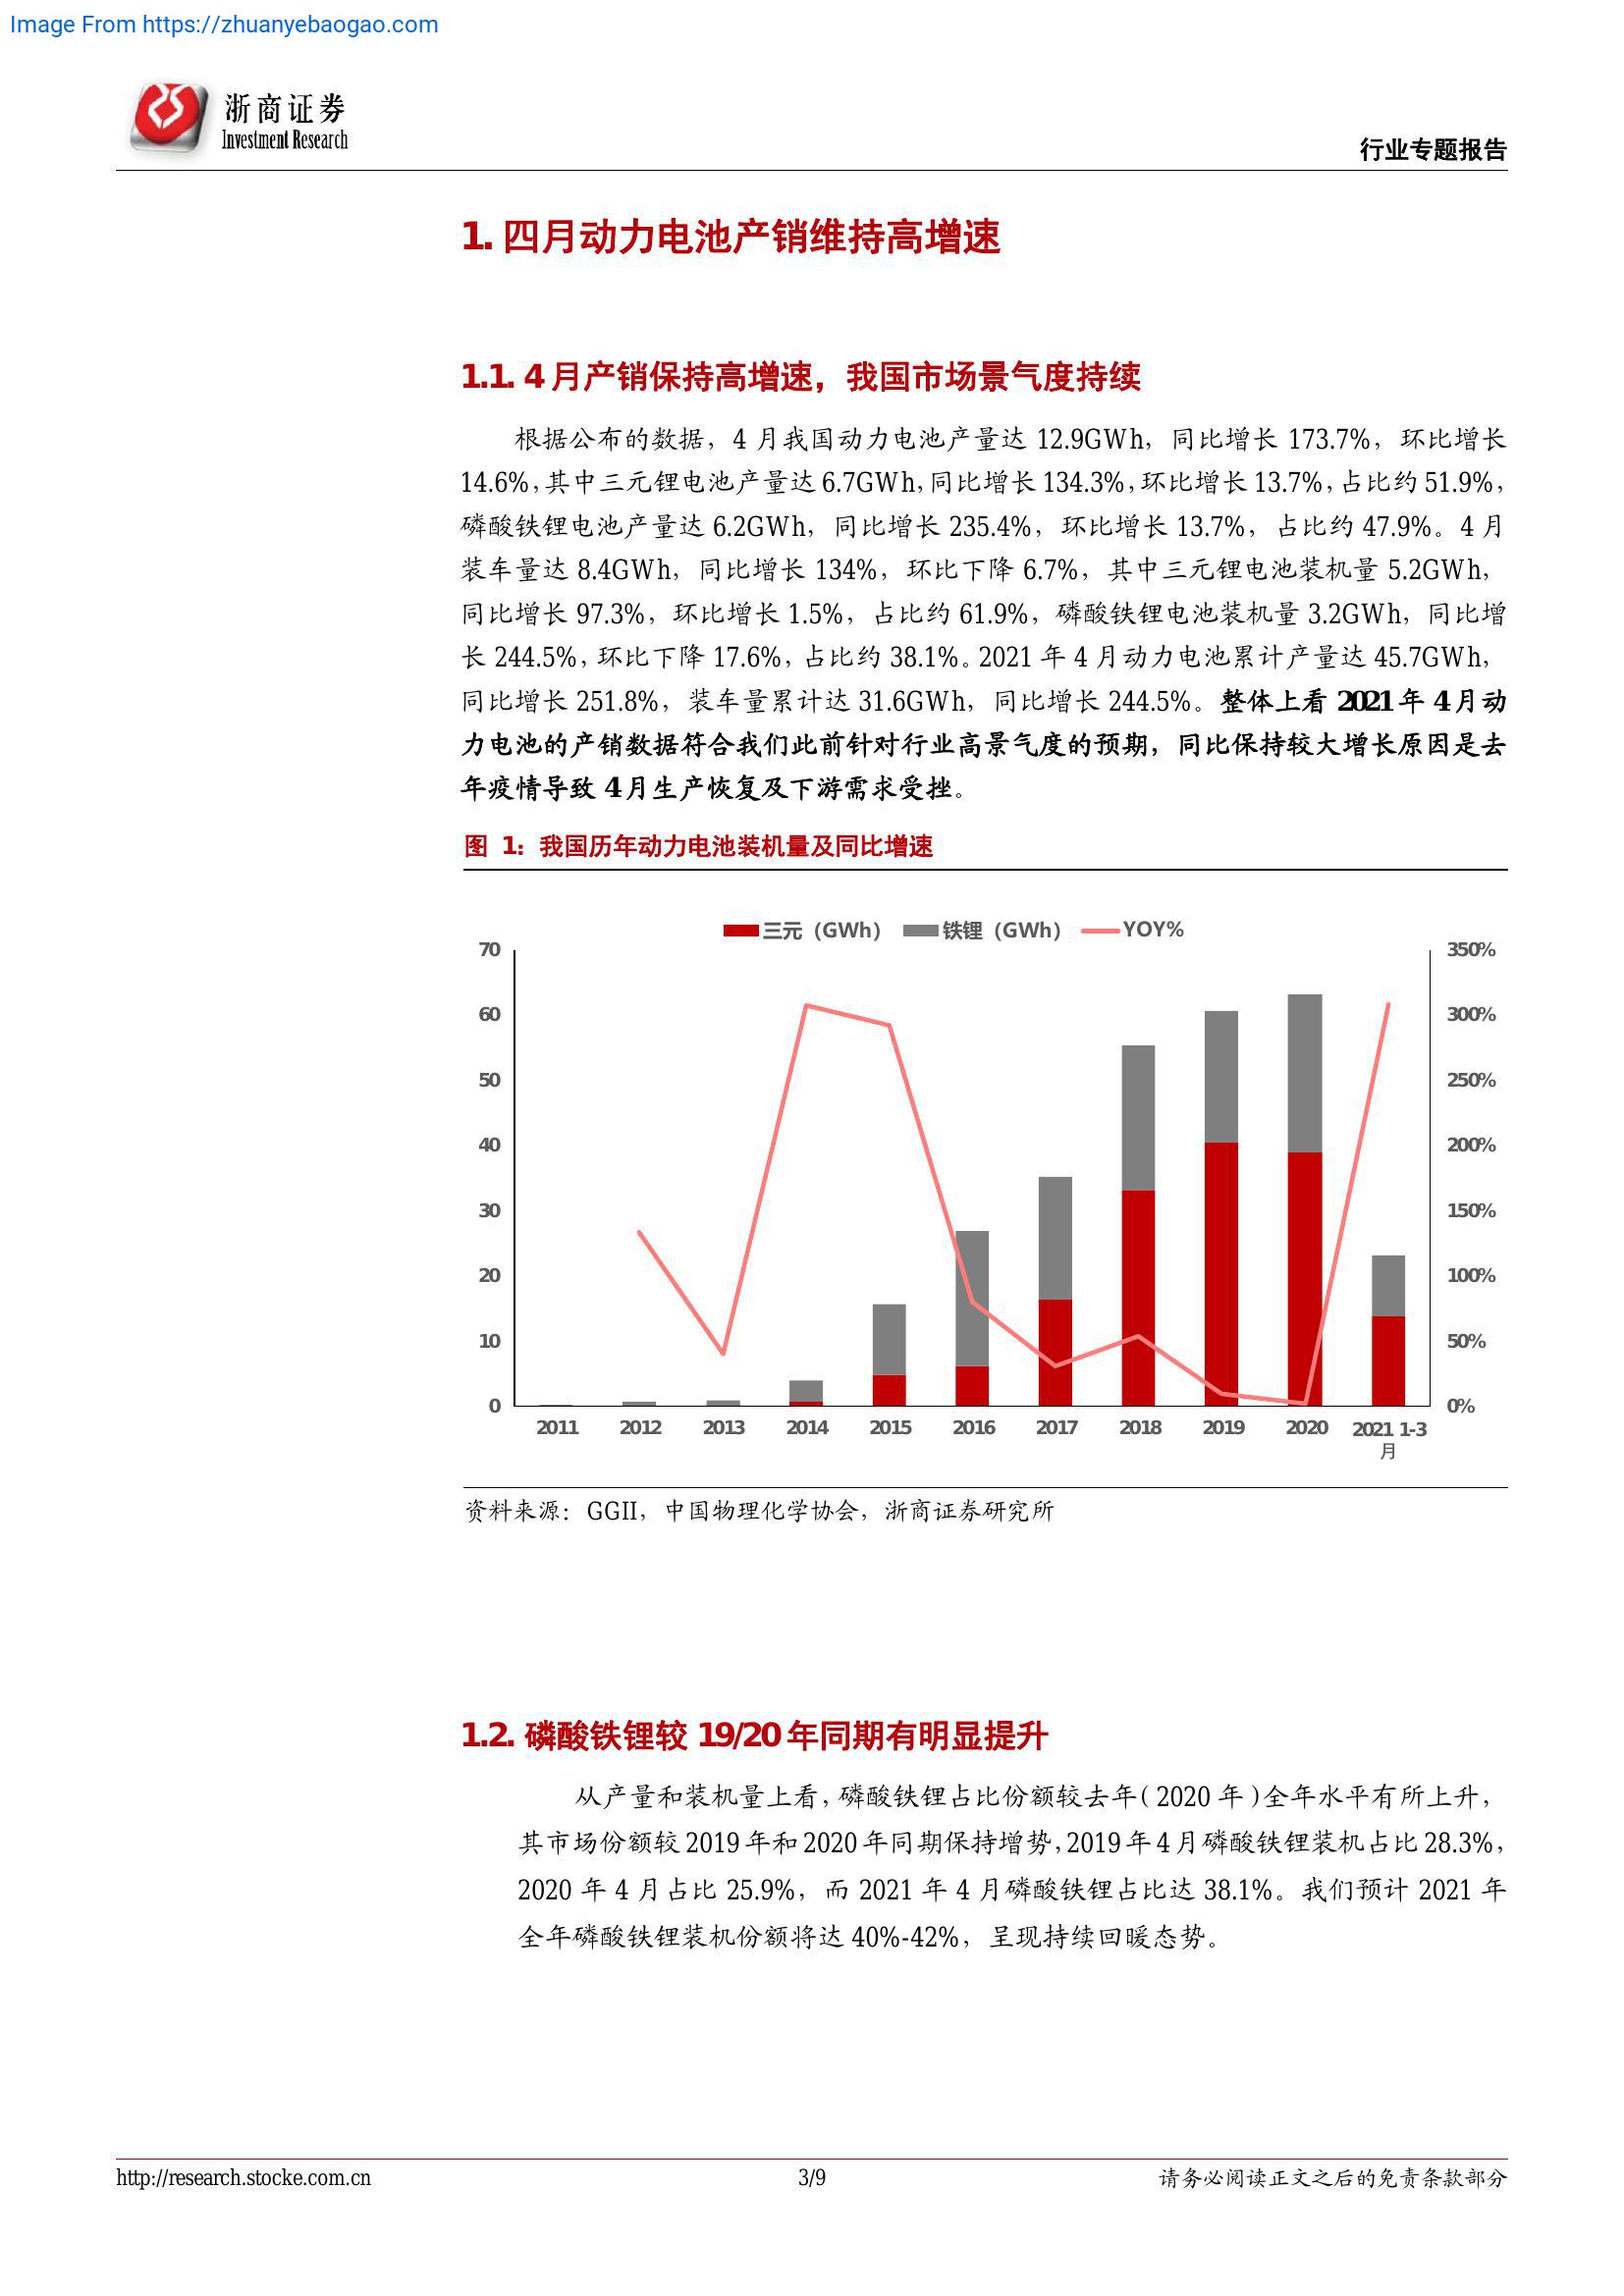 Image From https://zhuanyebaogao.com
浙商证券
Investment Research
行业专题报告
1. 四月动力电池产销维持高增速
1.1. 4 月产销保持高增速，我国市场景气度持续
根据公布的数据，4 月我国动力电池产量达 12.9GWh，同比增长 173.7%，环比增长
14.6%，其中三元锂电池产量达 6.7GWh，同比增长 134.3%，环比增长 13.7%，占比约 51.9%，
磷酸铁锂电池产量达 6.2GWh，同比增长 235.4%，环比增长 13.7%，占比约 47.9%。4 月
装车量达 8.4GWh，同比增长 134%，环比下降 6.7%，其中三元锂电池装机量 5.2GWh，
同比增长 97.3%，环比增长 1.5%，占比约 61.9%，磷酸铁锂电池装机量 3.2GWh，同比增
长 244.5%，环比下降 17.6%，占比约 38.1%。2021 年 4 月动力电池累计产量达 45.7GWh，
同比增长 251.8%，装车量累计达 31.6GWh，同比增长 244.5%。整体上看 2021 年 4 月动
力电池的产销数据符合我们此前针对行业高景气度的预期，同比保持较大增长原因是去
年疫情导致 4 月生产恢复及下游需求受挫。
图 1：我国历年动力电池装机量及同比增速
三元（GWh） 铁锂（GWh） YOY%
70 350%
60 300%
50 250%
40 200%
30 150%
20 100%
10 50%
0 0%
2011 2012 2013 2014 2015 2016 2017 2018 2019 2020 2021 1-3
月
资料来源：GGII，中国物理化学协会，浙商证券研究所
1.2. 磷酸铁锂较 19/20 年同期有明显提升
从产量和装机量上看，磷酸铁锂占比份额较去年（2020 年）全年水平有所上升，
其市场份额较 2019 年和 2020 年同期保持增势，2019 年 4 月磷酸铁锂装机占比 28.3%，
2020 年 4 月占比 25.9%，而 2021 年 4 月磷酸铁锂占比达 38.1%。我们预计 2021 年
全年磷酸铁锂装机份额将达 40%-42%，呈现持续回暖态势。
http://research.stocke.com.cn 3/9 请务必阅读正文之后的免责条款部分